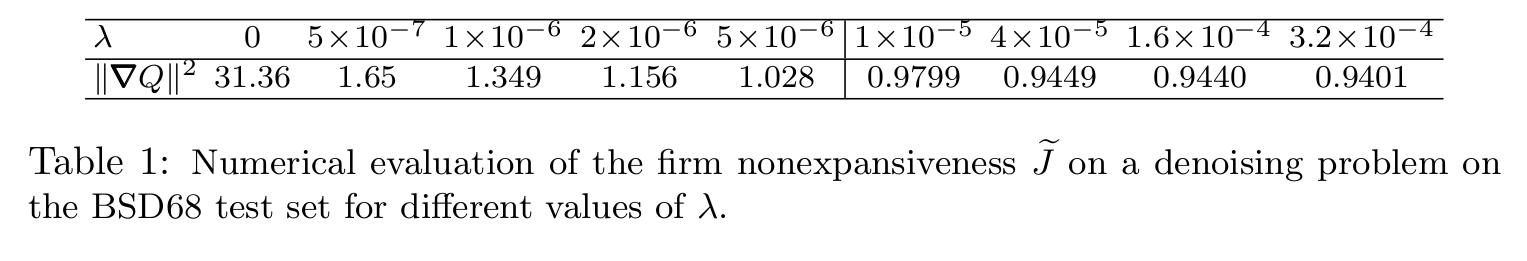 λ 0 5×10⁻⁷ 1×10⁻⁶ 2×10⁻⁶ 5×10⁻⁶ 1×10⁻⁵ 4×10⁻⁵ 1.6×10⁻⁴ 3.2×10⁻⁴
‖∇Q‖² 31.36 1.65 1.349 1.156 1.028 0.9799 0.9449 0.9440 0.9401
Table 1: Numerical evaluation of the firm nonexpansiveness J̃ on a denoising problem on
the BSD68 test set for different values of λ.